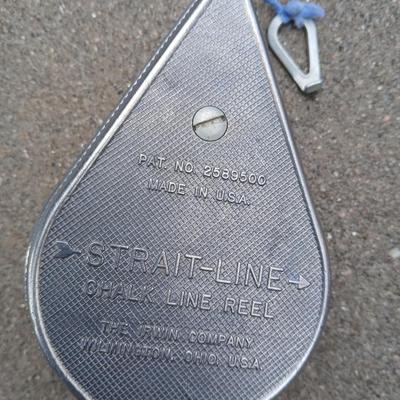 PAT. NO. 2589500
MADE IN U.S.A.
STRAIT-LINE
CHALK LINE REEL
THE IRWIN COMPANY
WILMINGTON, OHIO, U.S.A.